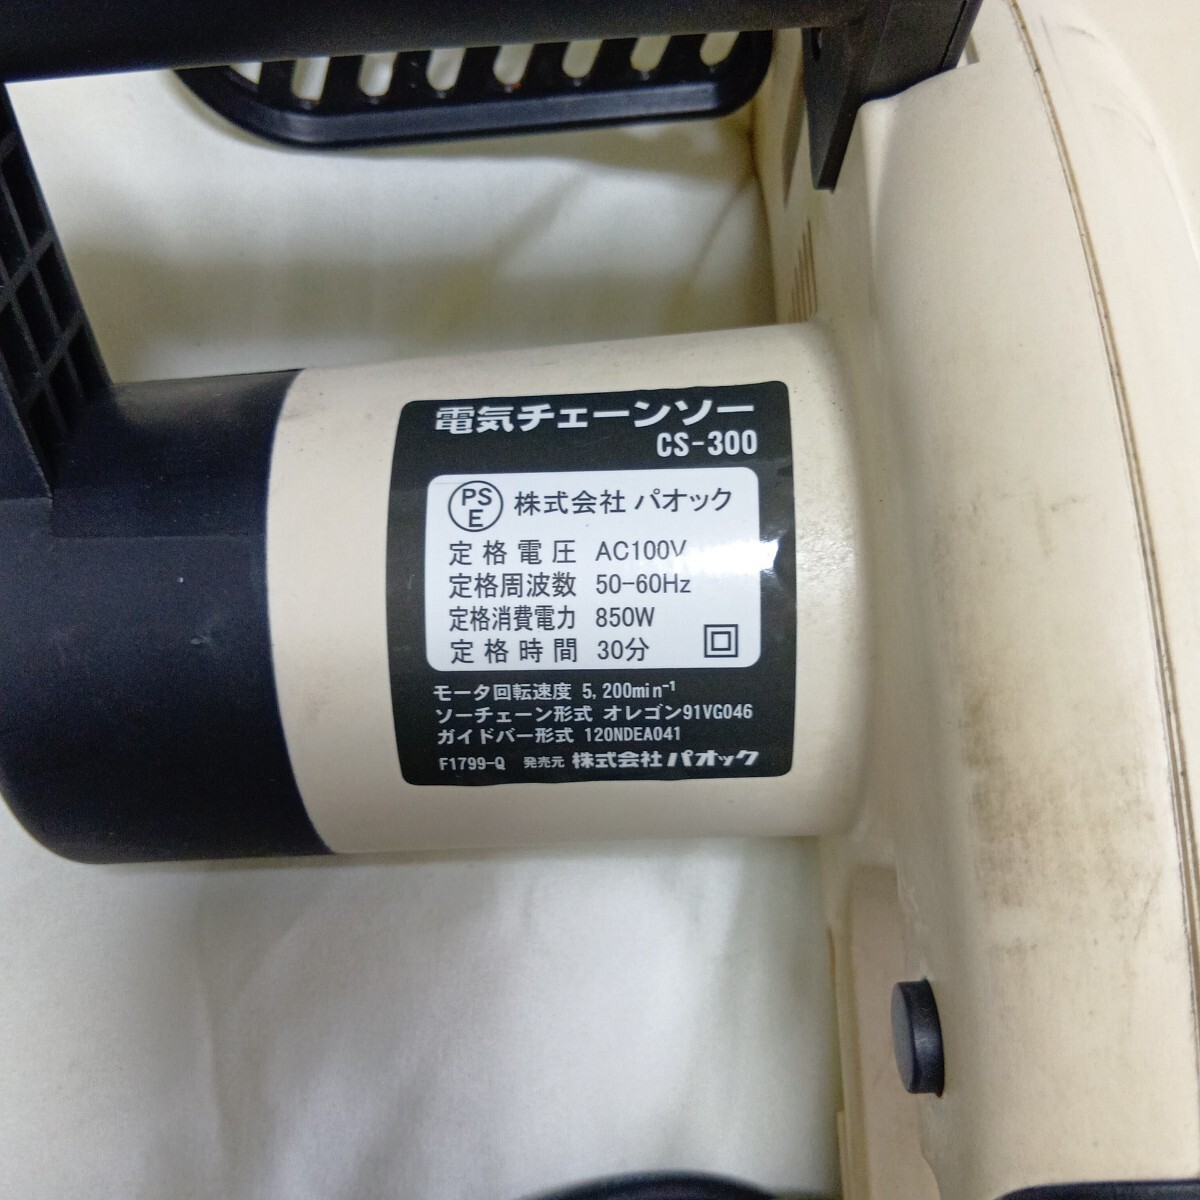 電気チェーンソー
CS-300
PSE 株式会社 パオック
定格電圧 AC100V
定格周波数 50-60Hz
定格消費電力 850W
定格時間 30分
モータ回転速度 5,200min⁻¹
ソーチェーン形式 オレゴン91VG046
ガイドバー形式 120NDEA041
F1799-Q 発売元 株式会社 パオック